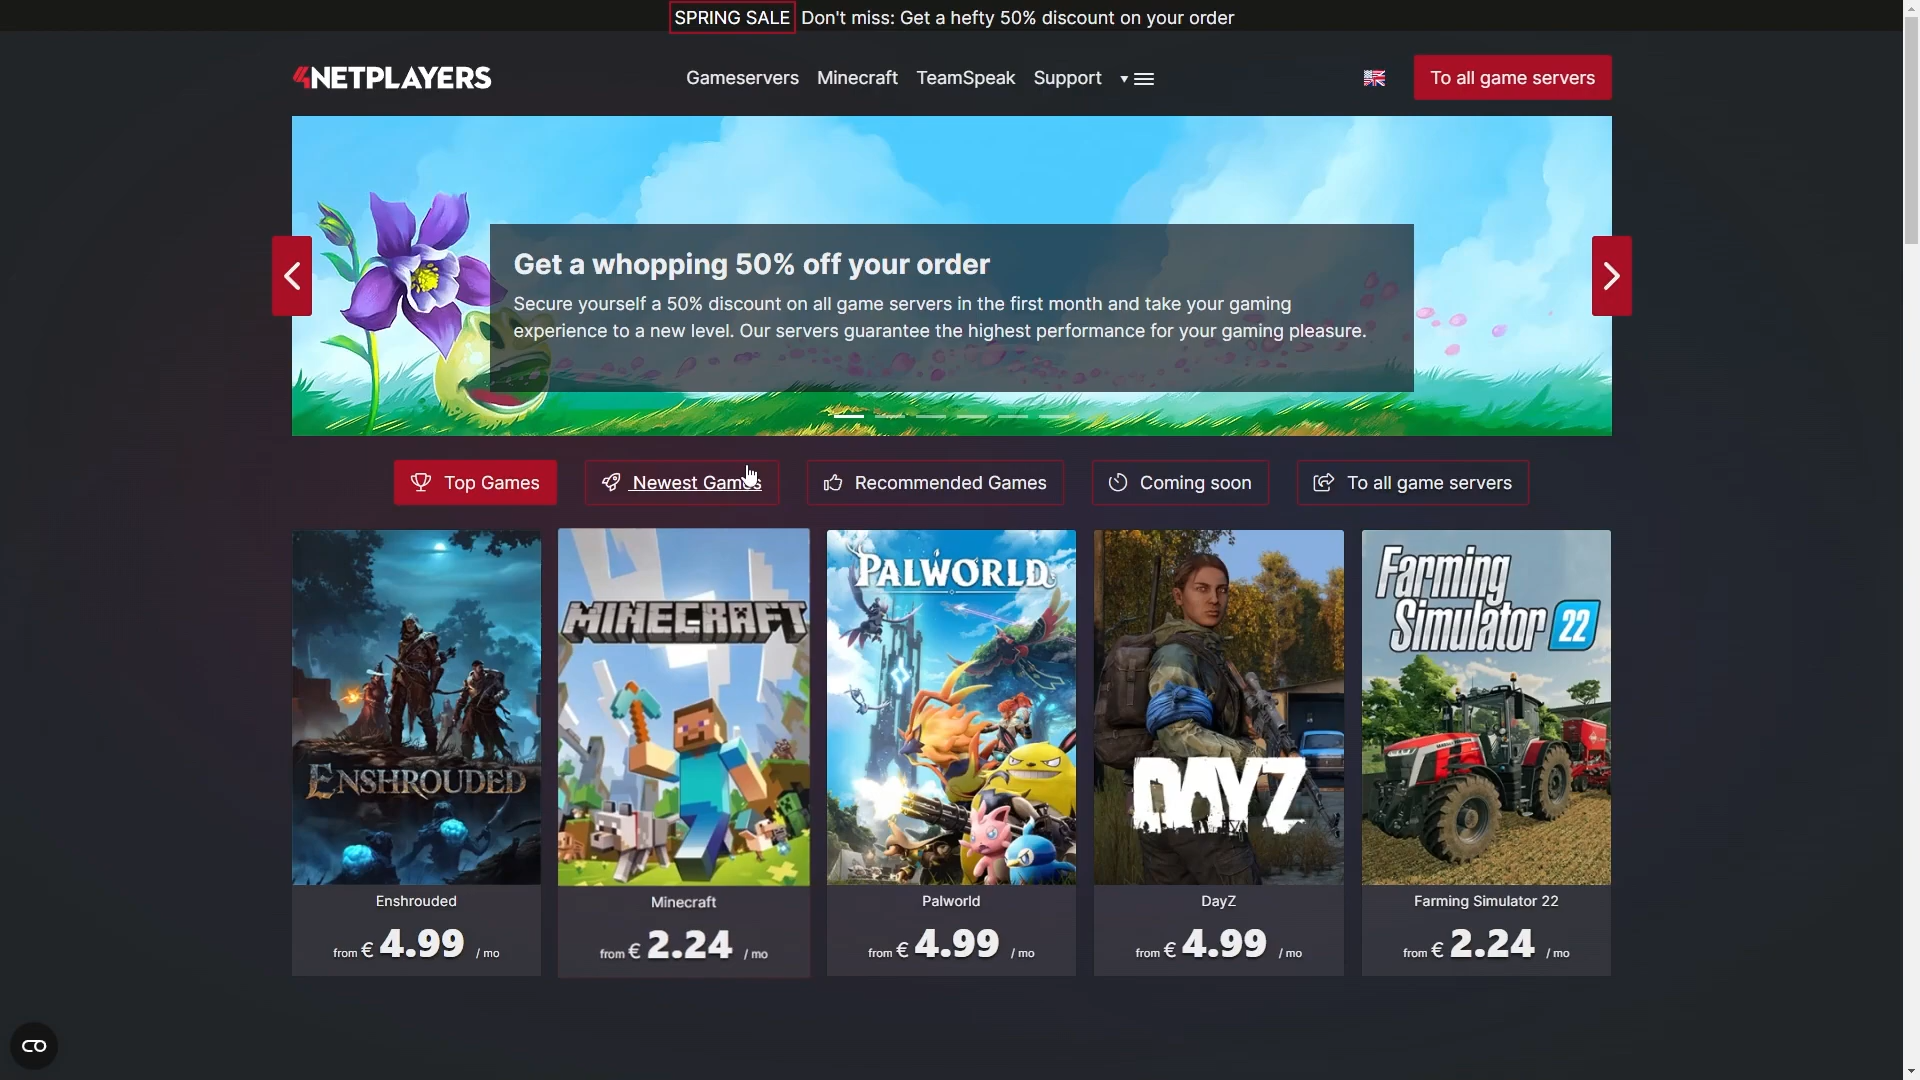 SPRING SALE Don't miss: Get a hefty 50% discount on your order
4NETPLAYERS
Gameservers Minecraft TeamSpeak Support
To all game servers
Get a whopping 50% off your order
Secure yourself a 50% discount on all game servers in the first month and take your gaming
experience to a new level. Our servers guarantee the highest performance for your gaming pleasure.
Top Games Newest Games Recommended Games Coming soon To all game servers
ENSHROUDED
MINECRAFT
PALWORLD
DAYZ
Farming
Simulator 22
Enshrouded
from € 4.99 / mo
Minecraft
from € 2.24 / mo
Palworld
from € 4.99 / mo
DayZ
from € 4.99 / mo
Farming Simulator 22
from € 2.24 / mo